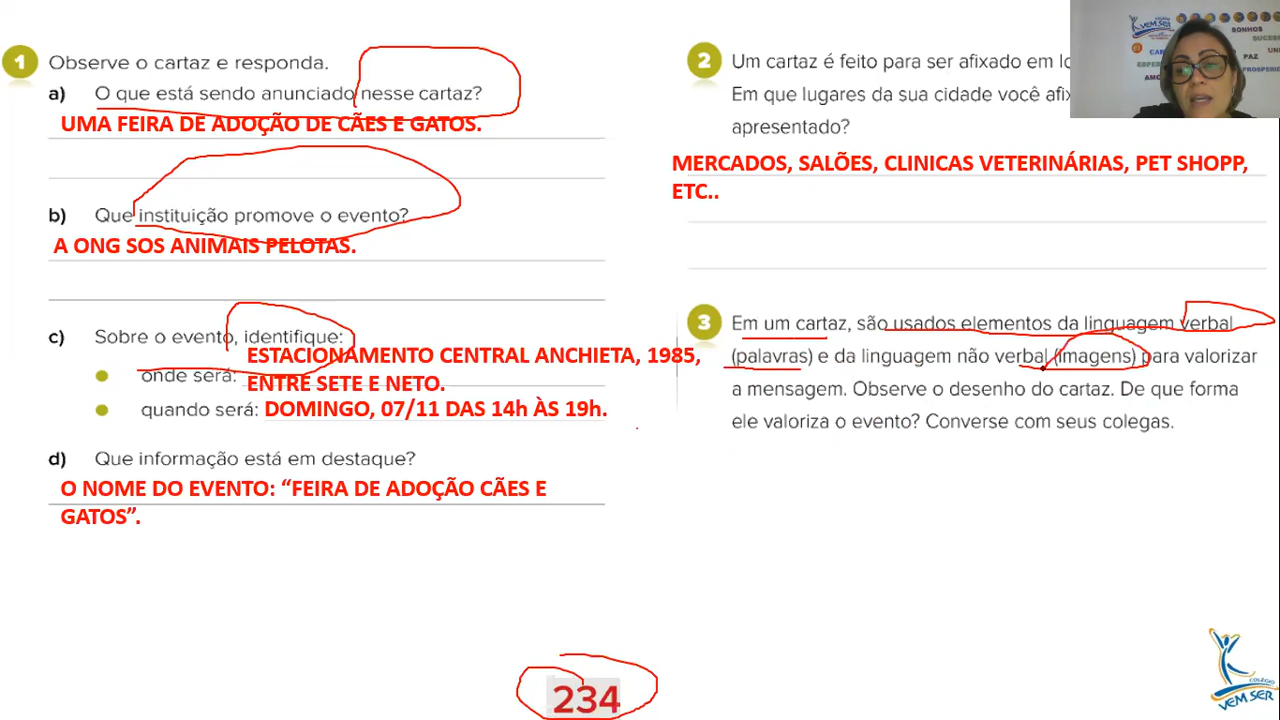 1 Observe o cartaz e responda.
a) O que está sendo anunciado nesse cartaz?
UMA FEIRA DE ADOÇÃO DE CÃES E GATOS.
b) Que instituição promove o evento?
A ONG SOS ANIMAIS PELOTAS.
c) Sobre o evento, identifique:
onde será: ESTACIONAMENTO CENTRAL ANCHIETA, 1985,
ENTRE SETE E NETO.
quando será: DOMINGO, 07/11 DAS 14h ÀS 19h.
d) Que informação está em destaque?
O NOME DO EVENTO: “FEIRA DE ADOÇÃO CÃES E
GATOS”.
2 Um cartaz é feito para ser afixado em
Em que lugares da sua cidade você
apresentado?
MERCADOS, SALÕES, CLINICAS VETERINÁRIAS, PET SHOPP,
ETC..
3 Em um cartaz, são usados elementos da linguagem verbal
(palavras) e da linguagem não verbal (imagens) para valorizar
a mensagem. Observe o desenho do cartaz. De que forma
ele valoriza o evento? Converse com seus colegas.
234
VEM SER
SONHOS
PAZ
COLÉGIO
VEM SER